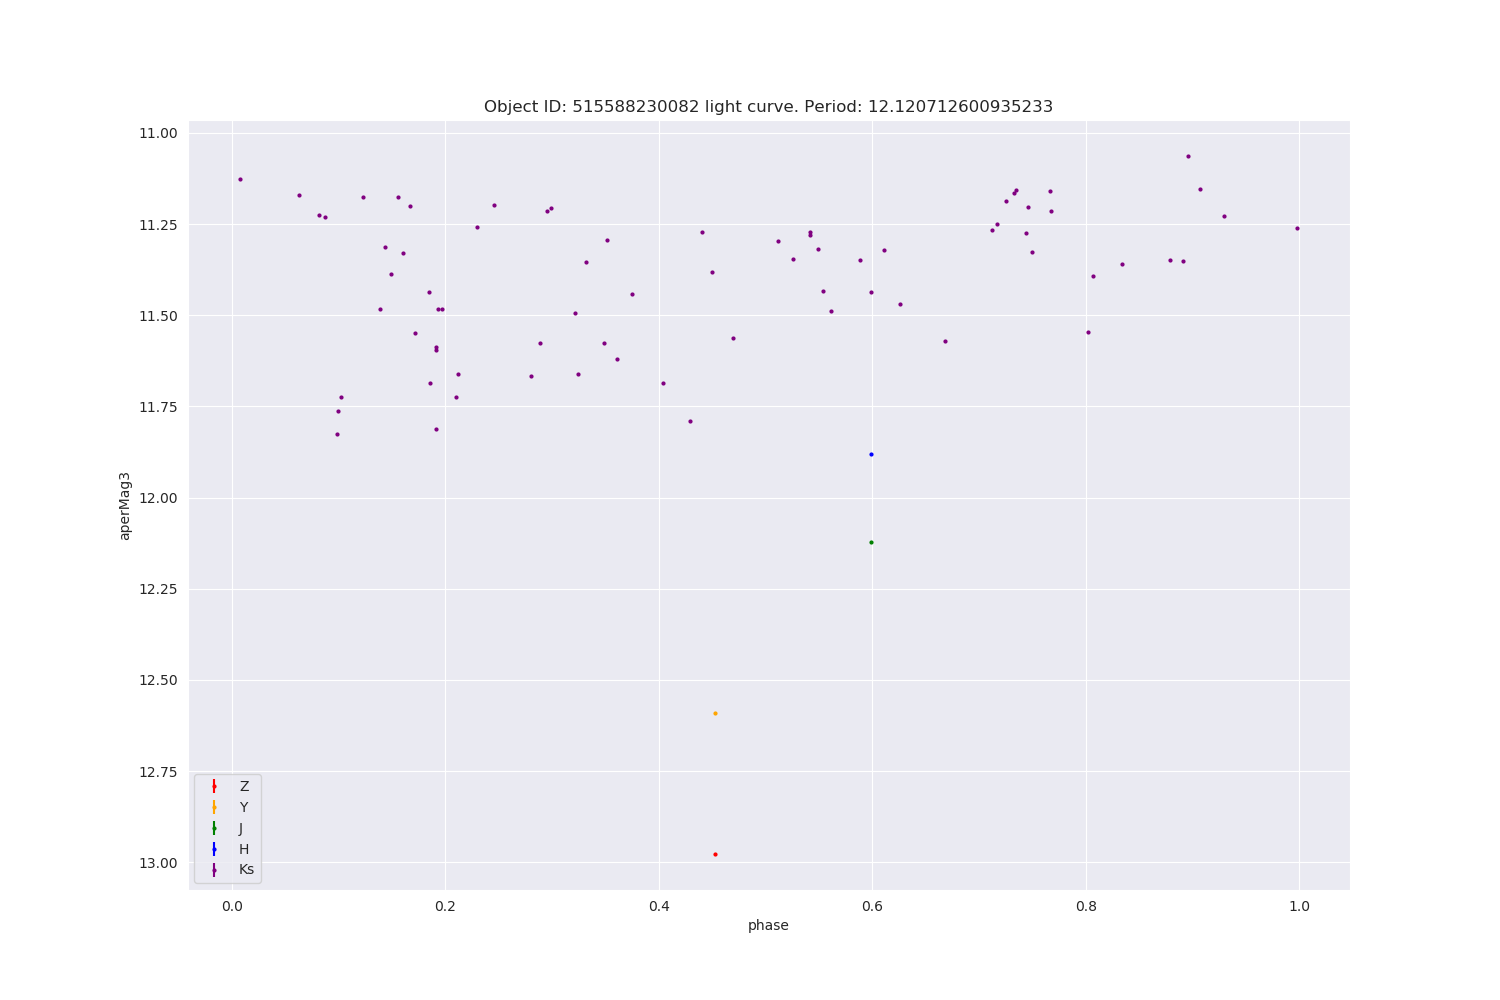 Object ID: 515588230082 light curve. Period: 12.120712600935233
11.00
11.25
11.50
11.75
12.00
12.25
12.50
12.75
13.00
aperMag3
Z
Y
J
H
Ks
0.0 0.2 0.4 0.6 0.8 1.0
phase